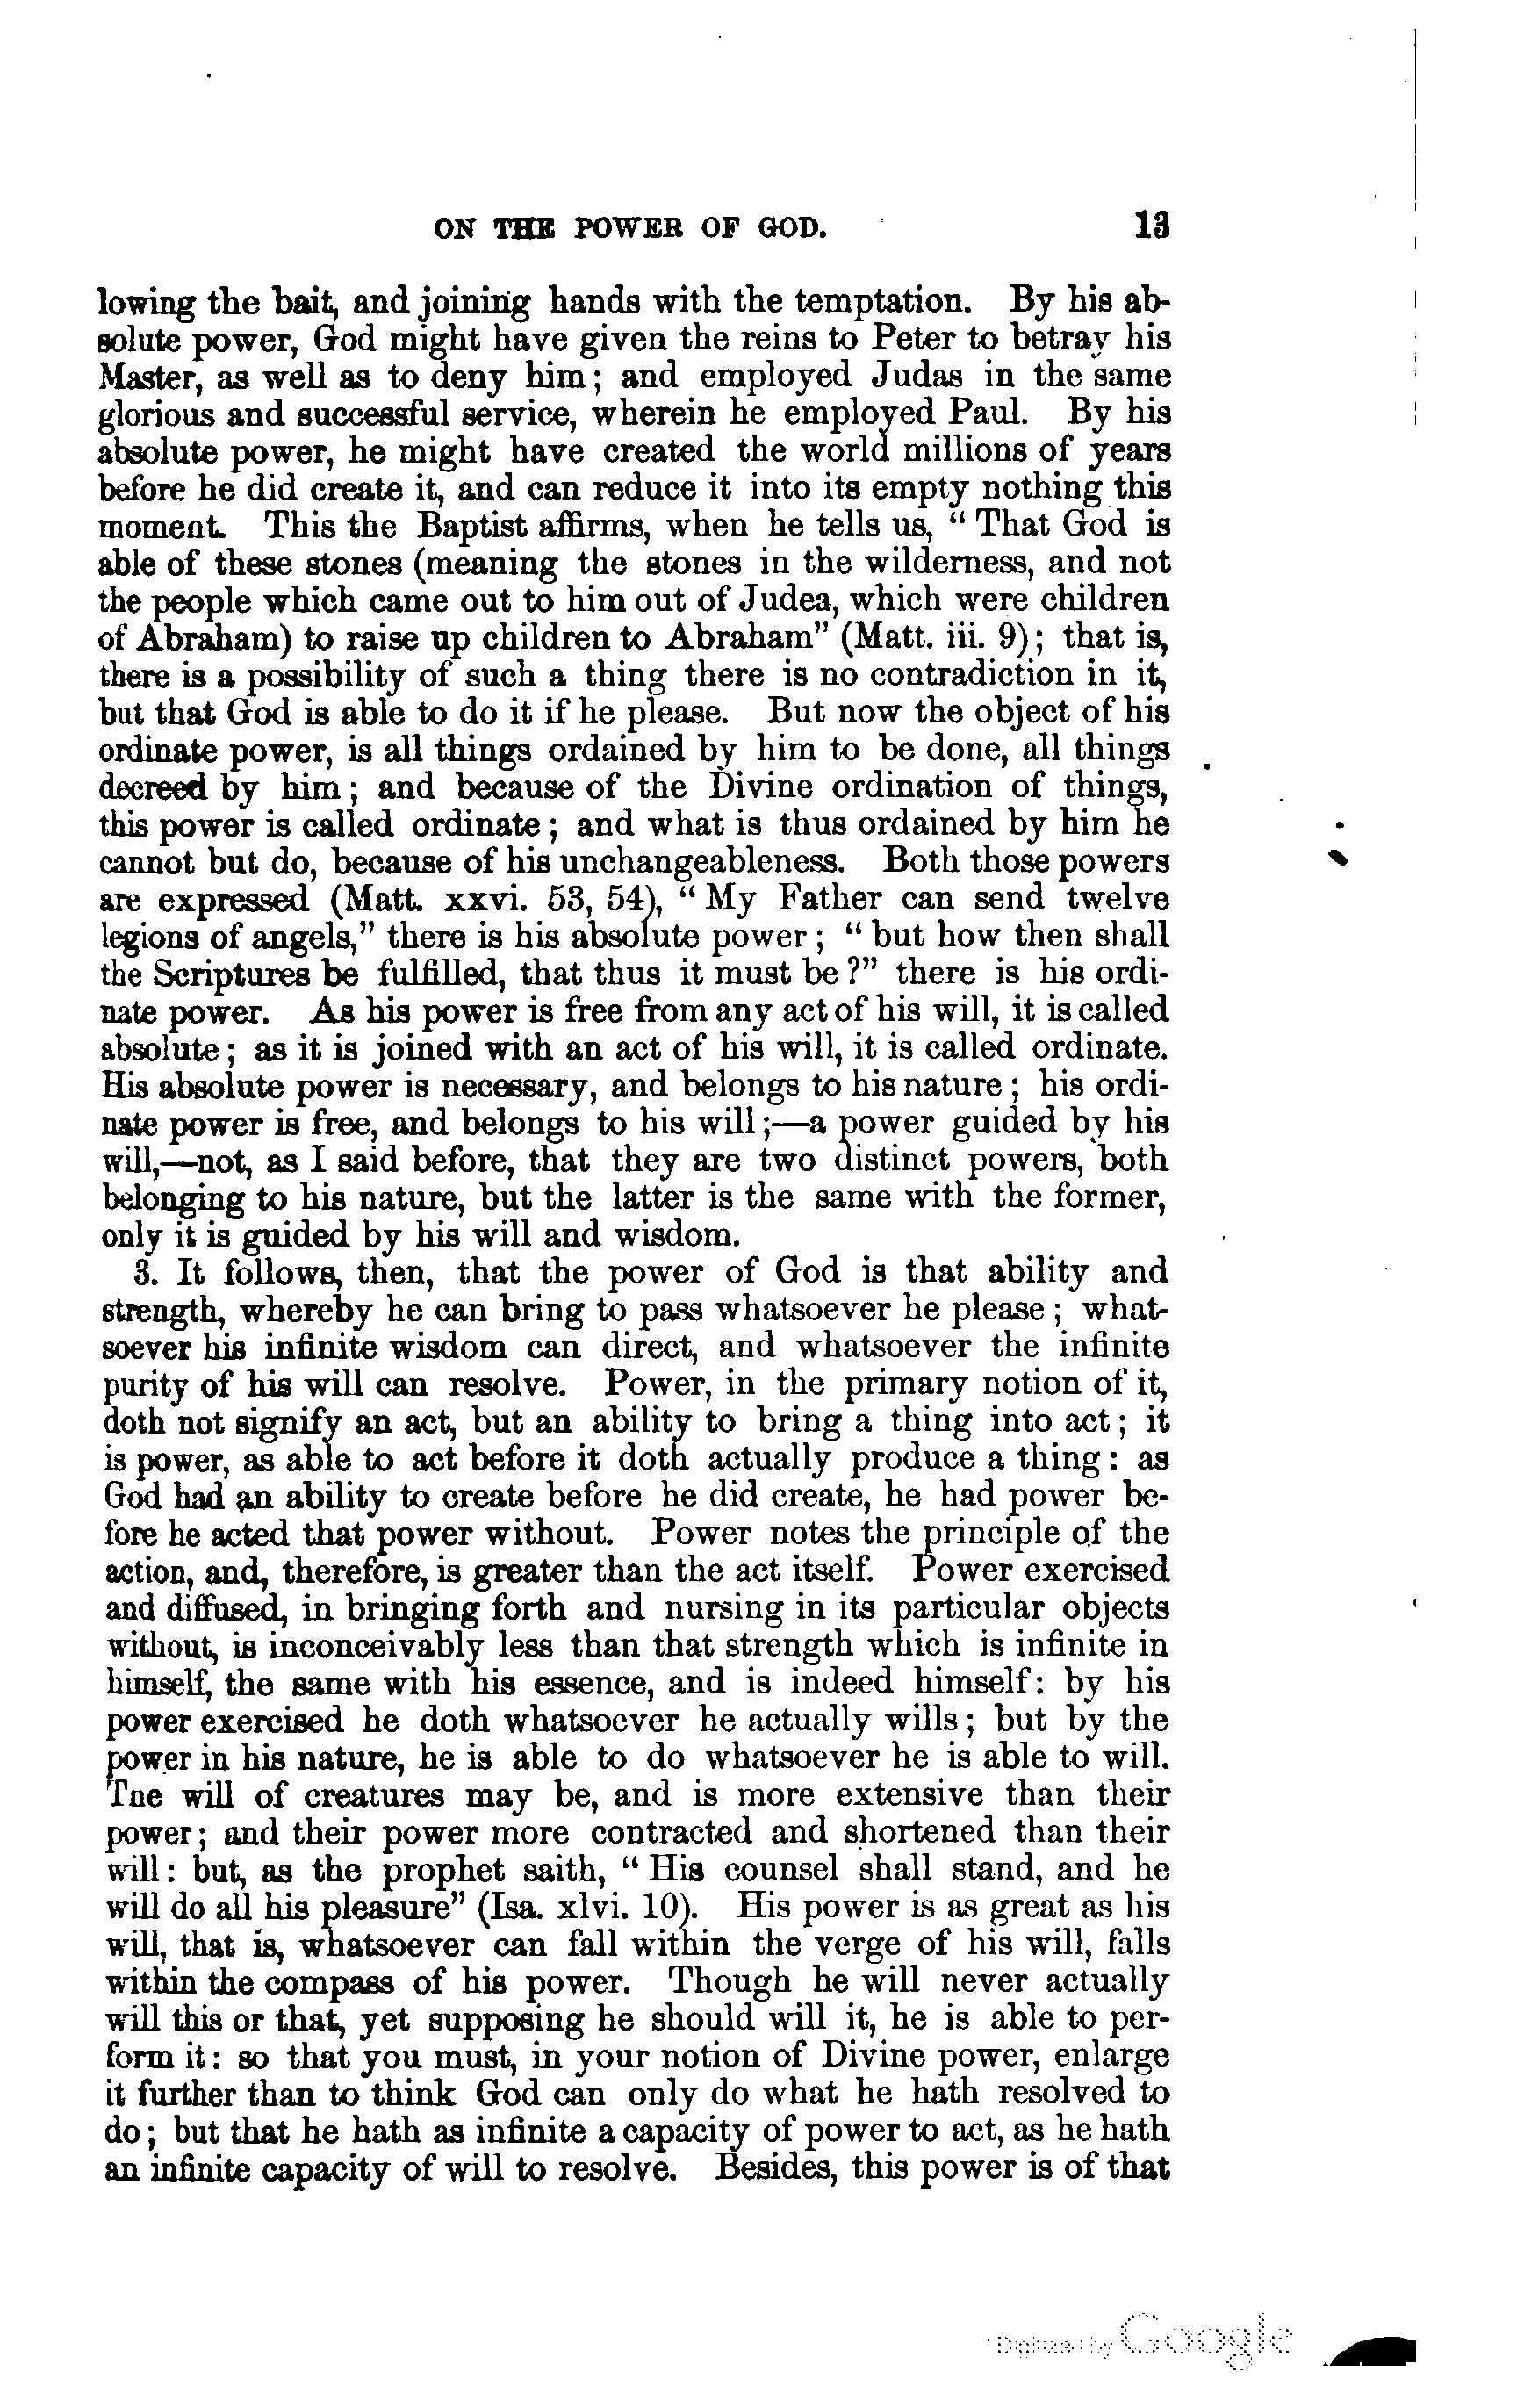 ON THE POWER OF GOD. 13
lowing the bait, and joining hands with the temptation. By his ab-
solute power, God might have given the reins to Peter to betray his
Master, as well as to deny him; and employed Judas in the same
glorious and successful service, wherein he employed Paul. By his
absolute power, he might have created the world millions of years
before he did create it, and can reduce it into its empty nothing this
moment. This the Baptist affirms, when he tells us, “ That God is
able of these stones (meaning the stones in the wilderness, and not
the people which came out to him out of Judea, which were children
of Abraham) to raise up children to Abraham” (Matt. iii. 9); that is,
there is a possibility of such a thing there is no contradiction in it,
but that God is able to do it if he please. But now the object of his
ordinate power, is all things ordained by him to be done, all things
decreed by him; and because of the Divine ordination of things,
this power is called ordinate; and what is thus ordained by him he
cannot but do, because of his unchangeableness. Both those powers
are expressed (Matt. xxvi. 53, 54), “ My Father can send twelve
legions of angels,” there is his absolute power; “ but how then shall
the Scriptures be fulfilled, that thus it must be?” there is his ordi-
nate power. As his power is free from any act of his will, it is called
absolute; as it is joined with an act of his will, it is called ordinate.
His absolute power is necessary, and belongs to his nature; his ordi-
nate power is free, and belongs to his will;—a power guided by his
will,—not, as I said before, that they are two distinct powers, both
belonging to his nature, but the latter is the same with the former,
only it is guided by his will and wisdom.
3. It follows, then, that the power of God is that ability and
strength, whereby he can bring to pass whatsoever he please; what-
soever his infinite wisdom can direct, and whatsoever the infinite
purity of his will can resolve. Power, in the primary notion of it,
doth not signify an act, but an ability to bring a thing into act; it
is power, as able to act before it doth actually produce a thing: as
God had an ability to create before he did create, he had power be-
fore he acted that power without. Power notes the principle of the
action, and, therefore, is greater than the act itself. Power exercised
and diffused, in bringing forth and nursing in its particular objects
without, is inconceivably less than that strength which is infinite in
himself, the same with his essence, and is indeed himself: by his
power exercised he doth whatsoever he actually wills; but by the
power in his nature, he is able to do whatsoever he is able to will.
Tne will of creatures may be, and is more extensive than their
power; and their power more contracted and shortened than their
will: but, as the prophet saith, “ His counsel shall stand, and he
will do all his pleasure” (Isa. xlvi. 10). His power is as great as his
will, that is, whatsoever can fall within the verge of his will, falls
within the compass of his power. Though he will never actually
will this or that, yet supposing he should will it, he is able to per-
form it: so that you must, in your notion of Divine power, enlarge
it further than to think God can only do what he hath resolved to
do; but that he hath as infinite a capacity of power to act, as he hath
an infinite capacity of will to resolve. Besides, this power is of that
Digitized by Google